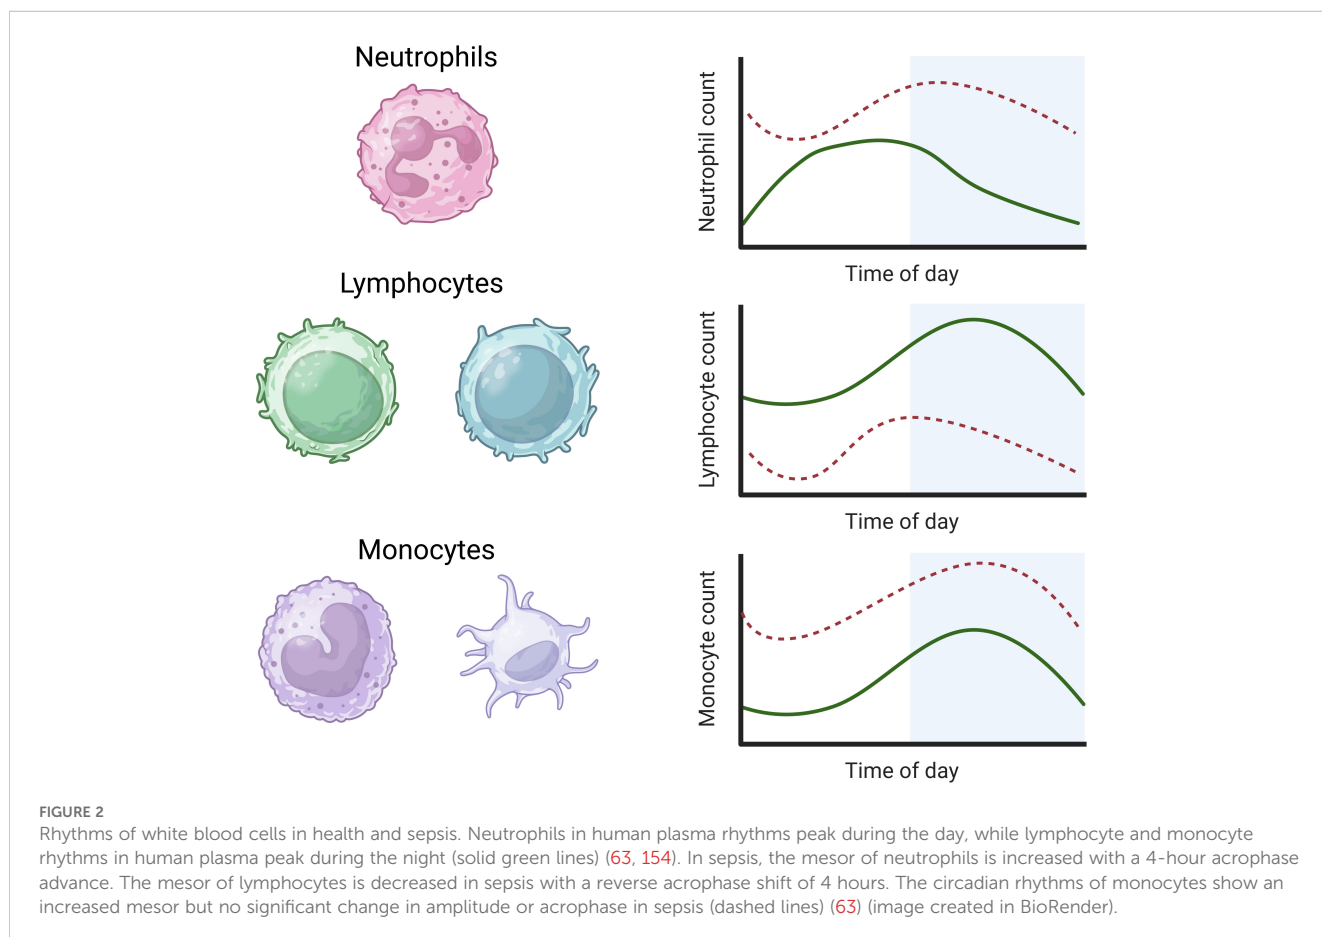 Neutrophils
Neutrophil count
Time of day
Lymphocytes
Lymphocyte count
Time of day
Monocytes
Monocyte count
Time of day
FIGURE 2
Rhythms of white blood cells in health and sepsis. Neutrophils in human plasma rhythms peak during the day, while lymphocyte and monocyte
rhythms in human plasma peak during the night (solid green lines) (63, 154). In sepsis, the mesor of neutrophils is increased with a 4-hour acrophase
advance. The mesor of lymphocytes is decreased in sepsis with a reverse acrophase shift of 4 hours. The circadian rhythms of monocytes show an
increased mesor but no significant change in amplitude or acrophase in sepsis (dashed lines) (63) (image created in BioRender).